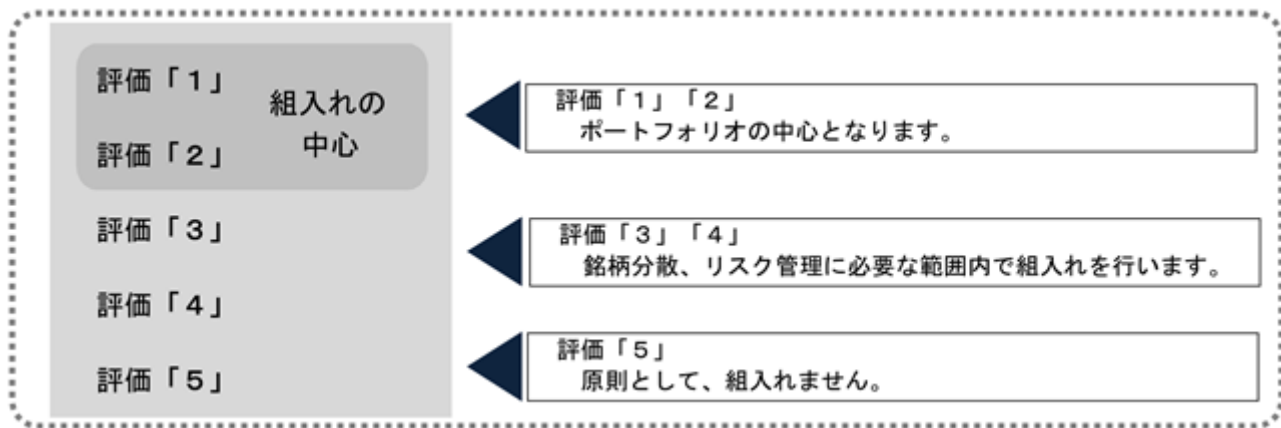 評価「１」
組入れの
中心
評価「２」
評価「３」
評価「４」
評価「５」
評価「１」「２」
ポートフォリオの中心となります。
評価「３」「４」
銘柄分散、リスク管理に必要な範囲内で組入れを行います。
評価「５」
原則として、組入れません。